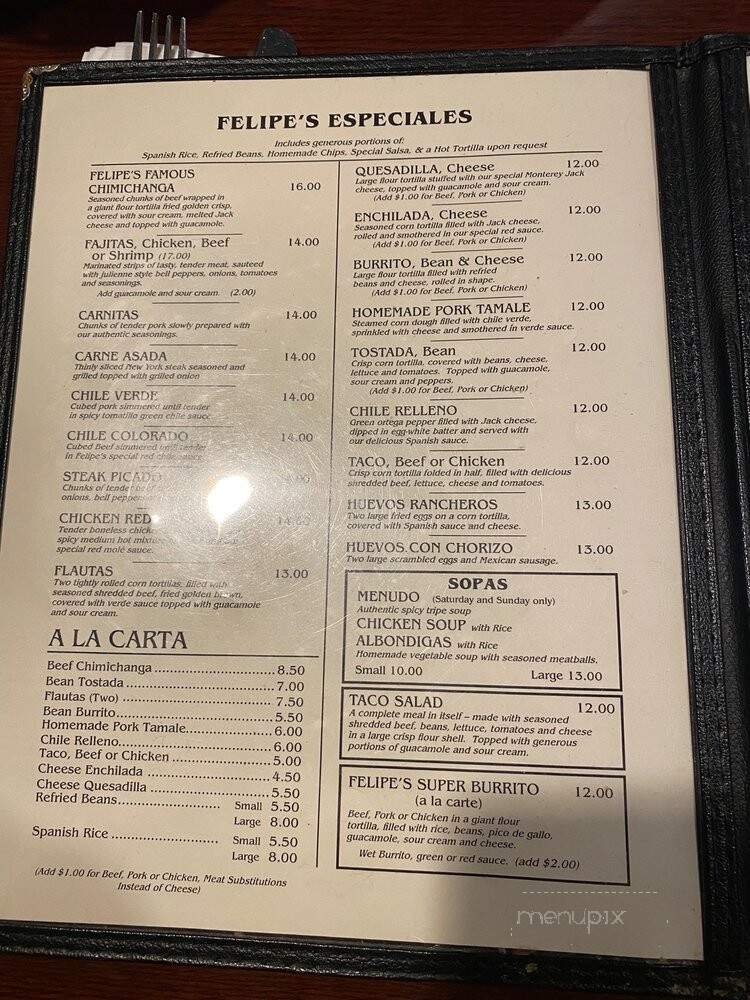 FELIPE'S ESPECIALES
Includes generous portions of:
Spanish Rice, Refried Beans, Homemade Chips, Special Salsa, & a Hot Tortilla upon request
FELIPE'S FAMOUS
CHIMICHANGA 16.00
Seasoned chunks of beef wrapped in
a giant flour tortilla fried golden crisp,
covered with sour cream, melted Jack
cheese and topped with guacamole.
FAJITAS, Chicken, Beef 14.00
or Shrimp (17.00)
Marinated strips of tasty, tender meat, sauteed
with julienne style bell peppers, onions, tomatoes
and seasonings.
Add guacamole and sour cream. (2.00)
CARNITAS 14.00
Chunks of tender pork slowly prepared with
our authentic seasonings.
CARNE ASADA 14.00
Thinly sliced New York steak seasoned and
grilled topped with grilled onion
CHILE VERDE 14.00
Cubed pork simmered until tender
in spicy tomatillo green chile sauce
CHILE COLORADO 14.00
Cubed Beef simmered until tender
in Felipe's special red chile sauce
STEAK PICADO
Chunks of tender beef
onions, bell peppers
CHICKEN RED 14.00
Tender boneless
spicy medium hot
special red molé sauce.
FLAUTAS 13.00
Two tightly rolled corn tortillas, filled with
seasoned shredded beef, fried golden brown,
covered with verde sauce topped with guacamole
and sour cream.
A LA CARTA
Beef Chimichanga ................................ 8.50
Bean Tostada ................................ 7.00
Flautas (Two) ................................ 7.50
Bean Burrito................................ 5.50
Homemade Pork Tamale................................ 6.00
Chile Relleno................................ 6.00
Taco, Beef or Chicken ................................ 5.00
Cheese Enchilada ................................ 4.50
Cheese Quesadilla ................................ 5.50
Refried Beans................................ Small 5.50
Large 8.00
Spanish Rice ................................ Small 5.50
Large 8.00
(Add $1.00 for Beef, Pork or Chicken, Meat Substitutions
Instead of Cheese)
QUESADILLA, Cheese 12.00
Large flour tortilla stuffed with our special Monterey Jack
cheese, topped with guacamole and sour cream.
(Add $1.00 for Beef, Pork or Chicken)
ENCHILADA, Cheese 12.00
Seasoned corn tortilla filled with Jack cheese,
rolled and smothered in our special red sauce.
(Add $1.00 for Beef, Pork or Chicken)
BURRITO, Bean & Cheese 12.00
Large flour tortilla filled with refried
beans and cheese, rolled in shape.
(Add $1.00 for Beef, Pork or Chicken)
HOMEMADE PORK TAMALE 12.00
Steamed corn dough filled with chile verde,
sprinkled with cheese and smothered in verde sauce.
TOSTADA, Bean 12.00
Crisp corn tortilla, covered with beans, cheese,
lettuce and tomatoes. Topped with guacamole,
sour cream and peppers.
(Add $1.00 for Beef, Pork or Chicken)
CHILE RELLENO 12.00
Green ortega pepper filled with Jack cheese,
dipped in egg-white batter and served with
our delicious Spanish sauce.
TACO, Beef or Chicken 12.00
Crisp corn tortilla folded in half, filled with delicious
shredded beef, lettuce, cheese and tomatoes.
HUEVOS RANCHEROS 13.00
Two large fried eggs on a corn tortilla,
covered with Spanish sauce and cheese.
HUEVOS CON CHORIZO 13.00
Two large scrambled eggs and Mexican sausage.
SOPAS
MENUDO (Saturday and Sunday only)
Authentic spicy tripe soup
CHICKEN SOUP with Rice
ALBONDIGAS with Rice
Homemade vegetable soup with seasoned meatballs.
Small 10.00 Large 13.00
TACO SALAD 12.00
A complete meal in itself – made with seasoned
shredded beef, beans, lettuce, tomatoes and cheese
in a large crisp flour shell. Topped with generous
portions of guacamole and sour cream.
FELIPE'S SUPER BURRITO 12.00
(a la carte)
Beef, Pork or Chicken in a giant flour
tortilla, filled with rice, beans, pico de gallo,
guacamole, sour cream and cheese.
Wet Burrito, green or red sauce. (add $2.00)
menupix